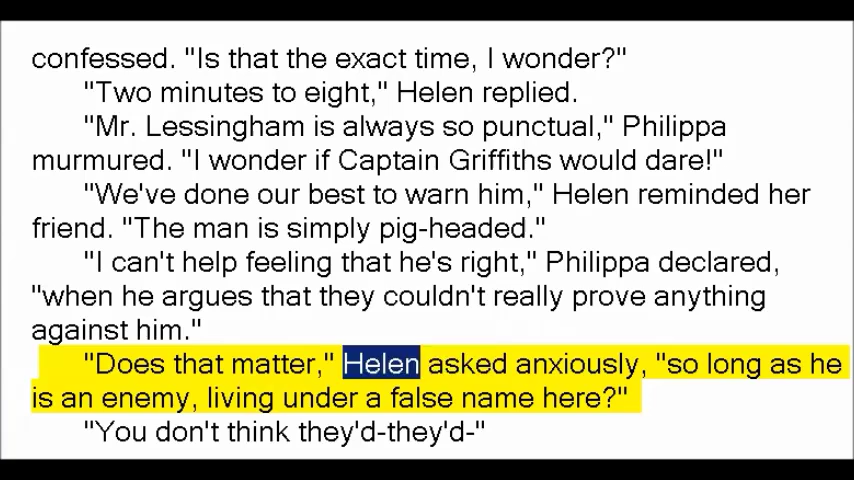 confessed. "Is that the exact time, I wonder?"
"Two minutes to eight," Helen replied.
"Mr. Lessingham is always so punctual," Philippa
murmured. "I wonder if Captain Griffiths would dare!"
"We've done our best to warn him," Helen reminded her
friend. "The man is simply pig-headed."
"I can't help feeling that he's right," Philippa declared,
"when he argues that they couldn't really prove anything
against him."
"Does that matter," Helen asked anxiously, "so long as he
is an enemy, living under a false name here?"
"You don't think they'd-they'd-"